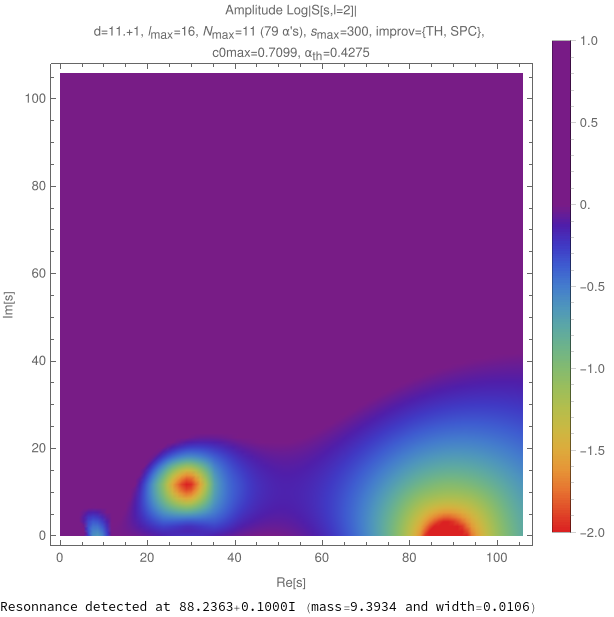 Amplitude Log|S[s,l=2]|
d=11.+1, lmax=16, Nmax=11 (79 α's), smax=300, improv={TH, SPC},
c0max=0.7099, αth=0.4275
1.0
0.5
0.
−0.5
−1.0
−1.5
−2.0
100
80
60
40
20
0
Im[s]
0 20 40 60 80 100
Re[s]
Resonnance detected at 88.2363+0.1000I (mass=9.3934 and width=0.0106)